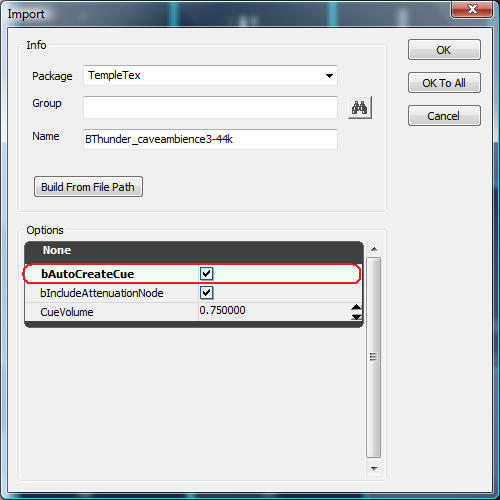 Import
Info
Package TempleTex
Group
Name BThunder_caveambience3-44k
Build From File Path
OK
OK To All
Cancel
Options
None
bAutoCreateCue
bIncludeAttenuationNode
CueVolume 0.750000